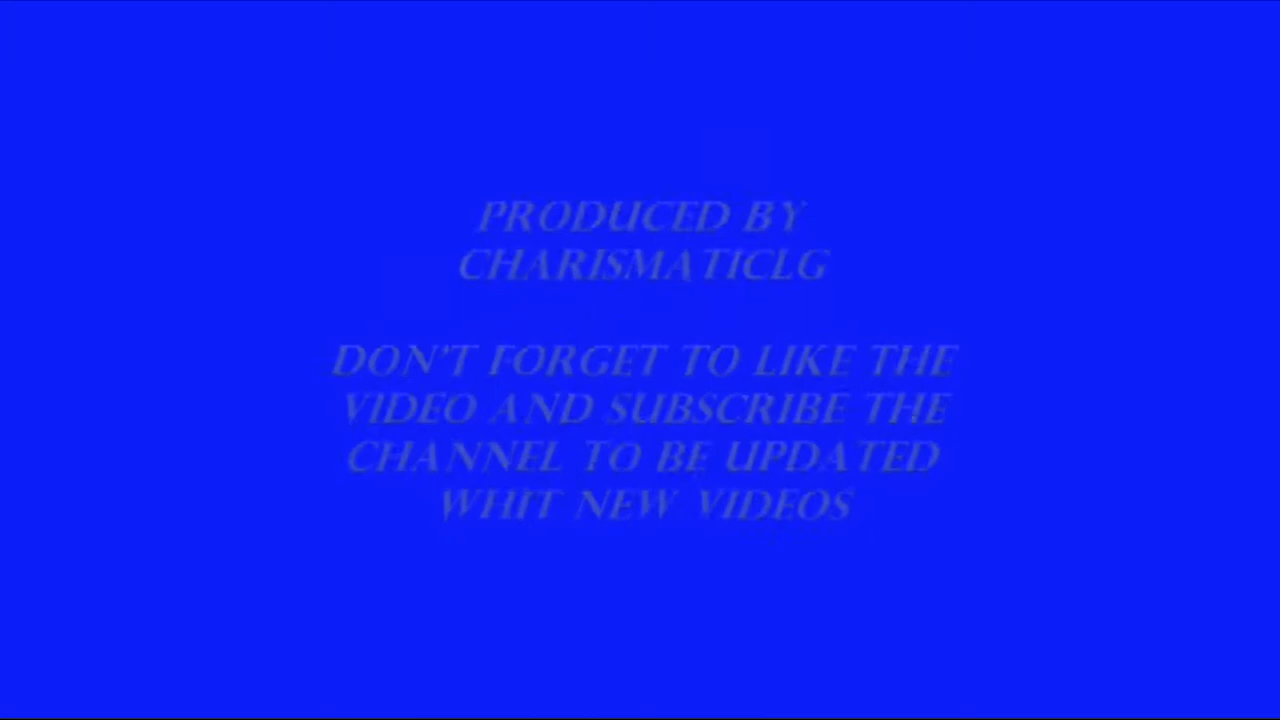 PRODUCED BY
CHARISMATICLG
DON'T FORGET TO LIKE THE
VIDEO AND SUBSCRIBE THE
CHANNEL TO BE UPDATED
WHIT NEW VIDEOS